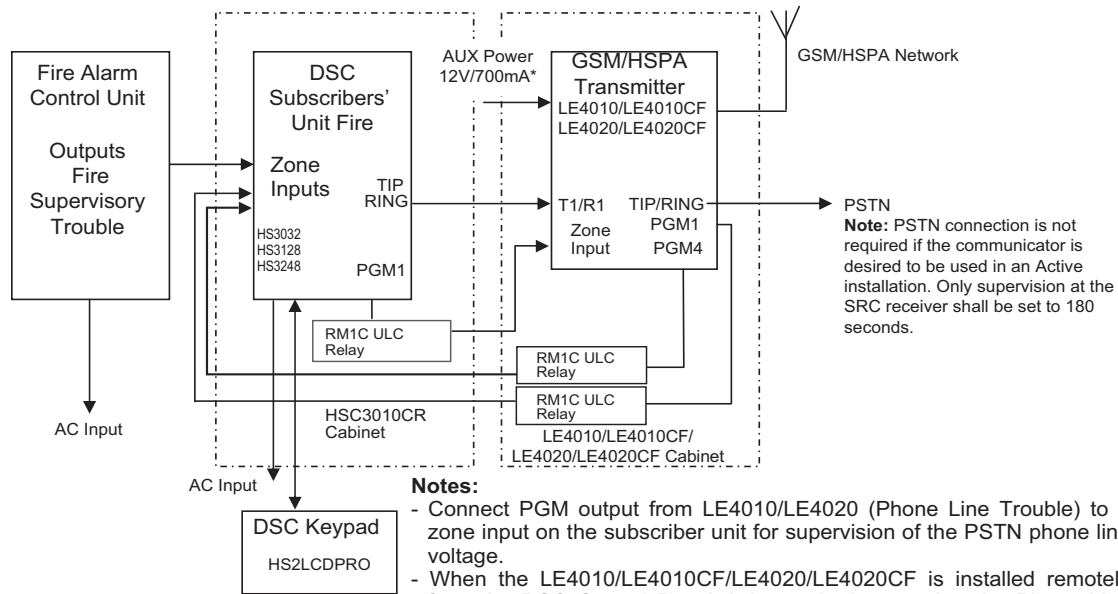 Fire Alarm
Control Unit
Outputs
Fire
Supervisory
Trouble
AC Input
DSC
Subscribers'
Unit Fire
Zone
Inputs
TIP
RING
HS3032
HS3128
HS3248
PGM1
RM1C ULC
Relay
HSC3010CR
Cabinet
AC Input
DSC Keypad
HS2LCDPRO
AUX Power
12V/700mA*
GSM/HSPA
Transmitter
LE4010/LE4010CF
LE4020/LE4020CF
T1/R1 TIP/RING
Zone PGM1
Input PGM4
RM1C ULC
Relay
RM1C ULC
Relay
LE4010/LE4010CF/
LE4020/LE4020CF Cabinet
GSM/HSPA Network
PSTN
Note: PSTN connection is not
required if the communicator is
desired to be used in an Active
installation. Only supervision at the
SRC receiver shall be set to 180
seconds.
Notes:
- Connect PGM output from LE4010/LE4020 (Phone Line Trouble) to
zone input on the subscriber unit for supervision of the PSTN phone lin
voltage.
- When the LE4010/LE4010CF/LE4020/LE4020CF is installed remotel